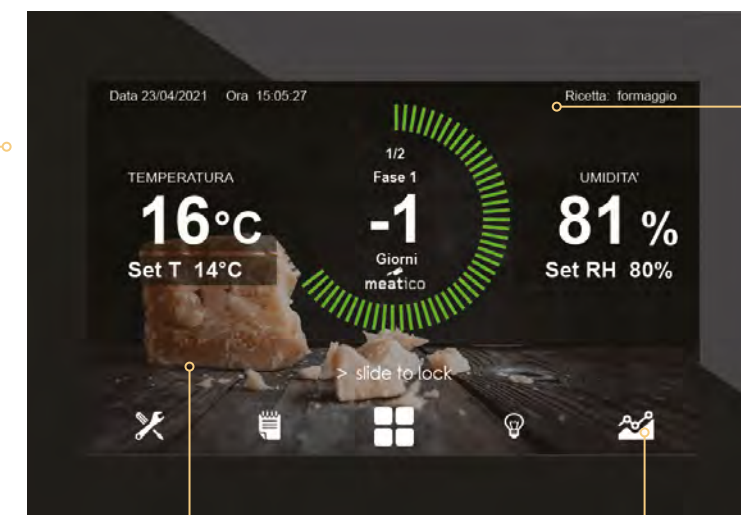 Data 23/04/2021 Ora 15:05:27
Ricetta: formaggio
1/2
Fase 1
-1
Giorni
meatico
TEMPERATURA
16°C
Set T 14°C
UMIDITA'
81 %
Set RH 80%
> slide to lock